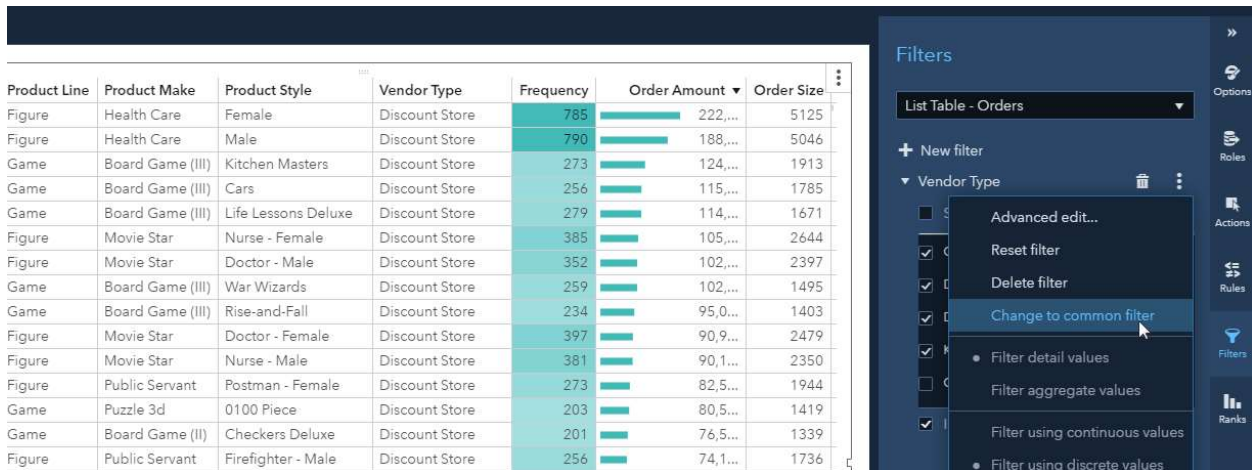 Filters
List Table - Orders
New filter
Vendor Type
Advanced edit...
Reset filter
Delete filter
Change to common filter
Filter detail values
Filter aggregate values
Filter using continuous values
Filter using discrete values
Options
Roles
Actions
Rules
Filters
Ranks
Product Line Product Make Product Style Vendor Type Frequency Order Amount ▼ Order Size
Figure Health Care Female Discount Store 785 222,... 5125
Figure Health Care Male Discount Store 790 188,... 5046
Game Board Game (III) Kitchen Masters Discount Store 273 124,... 1913
Game Board Game (III) Cars Discount Store 256 115,... 1785
Game Board Game (III) Life Lessons Deluxe Discount Store 279 114,... 1671
Figure Movie Star Nurse - Female Discount Store 385 105,... 2644
Figure Movie Star Doctor - Male Discount Store 352 102,... 2397
Game Board Game (III) War Wizards Discount Store 259 102,... 1495
Game Board Game (III) Rise-and-Fall Discount Store 234 95,0... 1403
Figure Movie Star Doctor - Female Discount Store 397 90,9... 2479
Figure Movie Star Nurse - Male Discount Store 381 90,1... 2350
Figure Public Servant Postman - Female Discount Store 273 82,5... 1944
Game Puzzle 3d 0100 Piece Discount Store 203 80,5... 1419
Game Board Game (II) Checkers Deluxe Discount Store 201 76,5... 1339
Figure Public Servant Firefighter - Male Discount Store 256 74,1... 1736